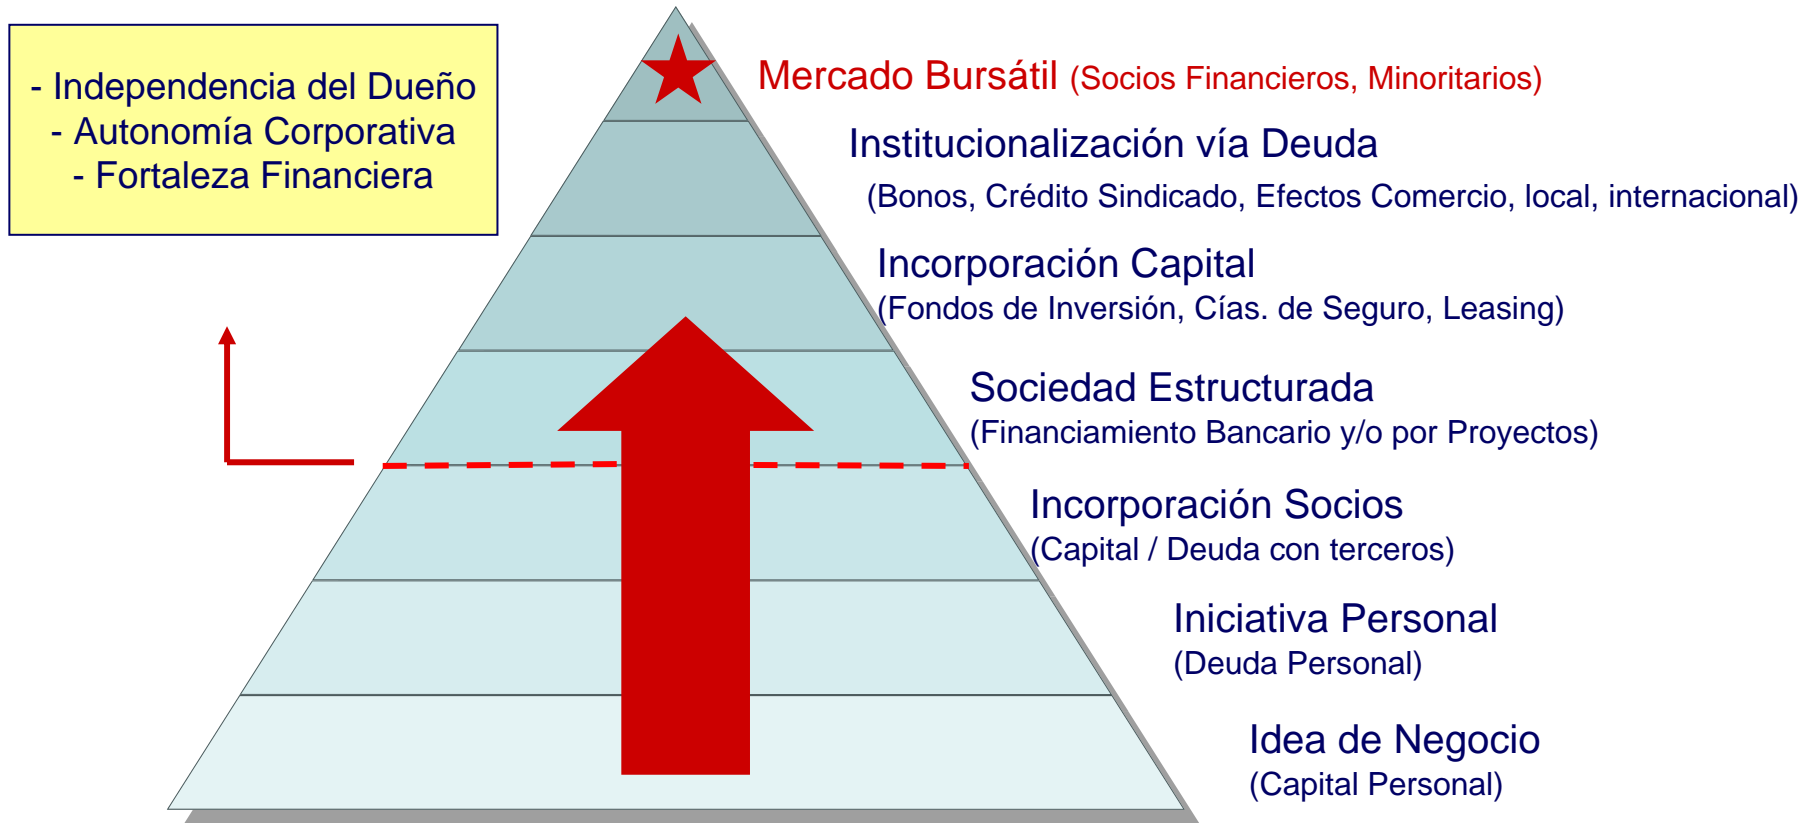 - Independencia del Dueño
- Autonomía Corporativa
- Fortaleza Financiera
Mercado Bursátil (Socios Financieros, Minoritarios)
Institucionalización vía Deuda
(Bonos, Crédito Sindicado, Efectos Comercio, local, internacional)
Incorporación Capital
(Fondos de Inversión, Cías. de Seguro, Leasing)
Sociedad Estructurada
(Financiamiento Bancario y/o por Proyectos)
Incorporación Socios
(Capital / Deuda con terceros)
Iniciativa Personal
(Deuda Personal)
Idea de Negocio
(Capital Personal)